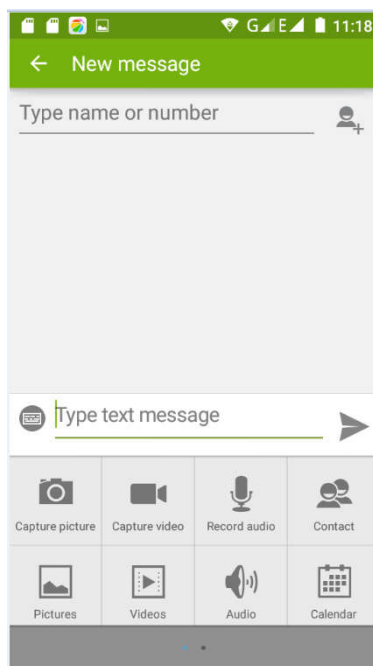 G E 11:18
New message
Type name or number
Type text message
Capture picture Capture video Record audio Contact
Pictures Videos Audio Calendar